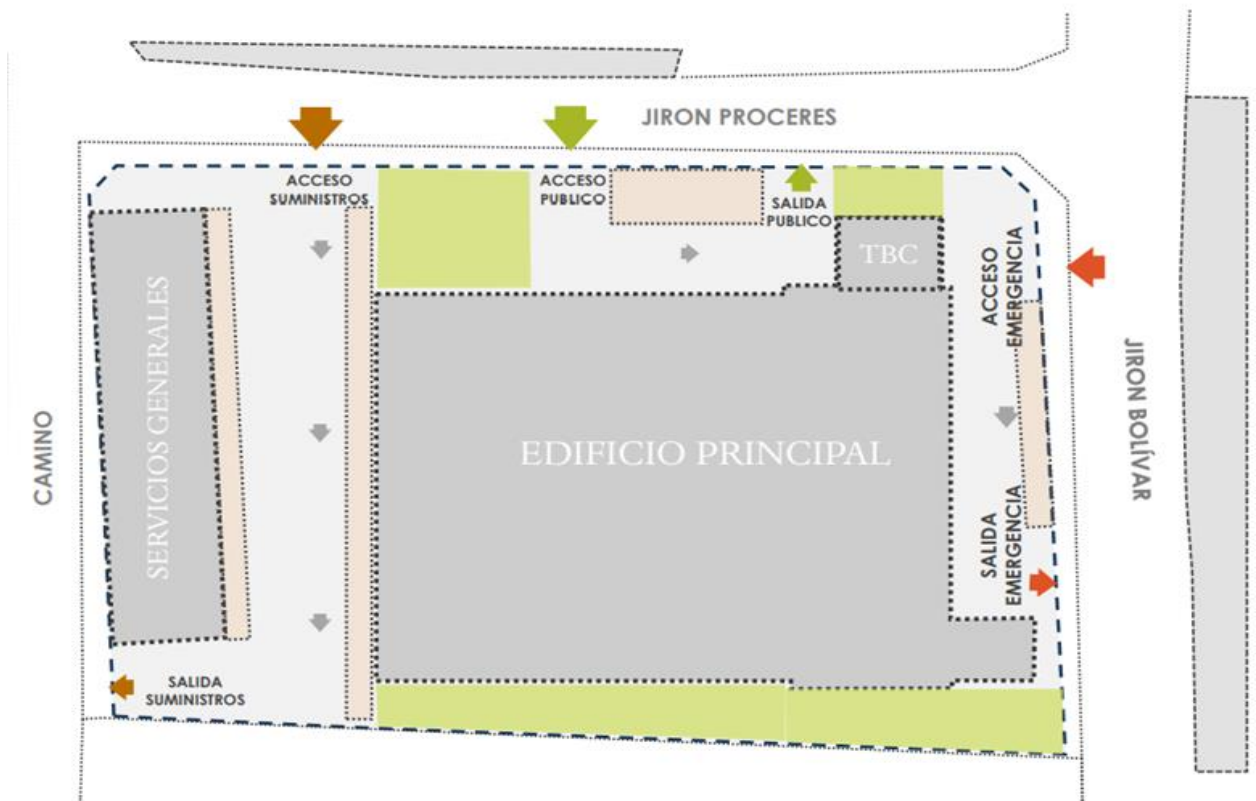 JIRON PROCERES
ACCESO
SUMINISTROS
ACCESO
PUBLICO
SALIDA
PUBLICO
TBC
ACCESO
EMERGENCIA
SERVICIOS GENERALES
EDIFICIO PRINCIPAL
JIRON BOLÍVAR
CAMINO
SALIDA
EMERGENCIA
SALIDA
SUMINISTROS